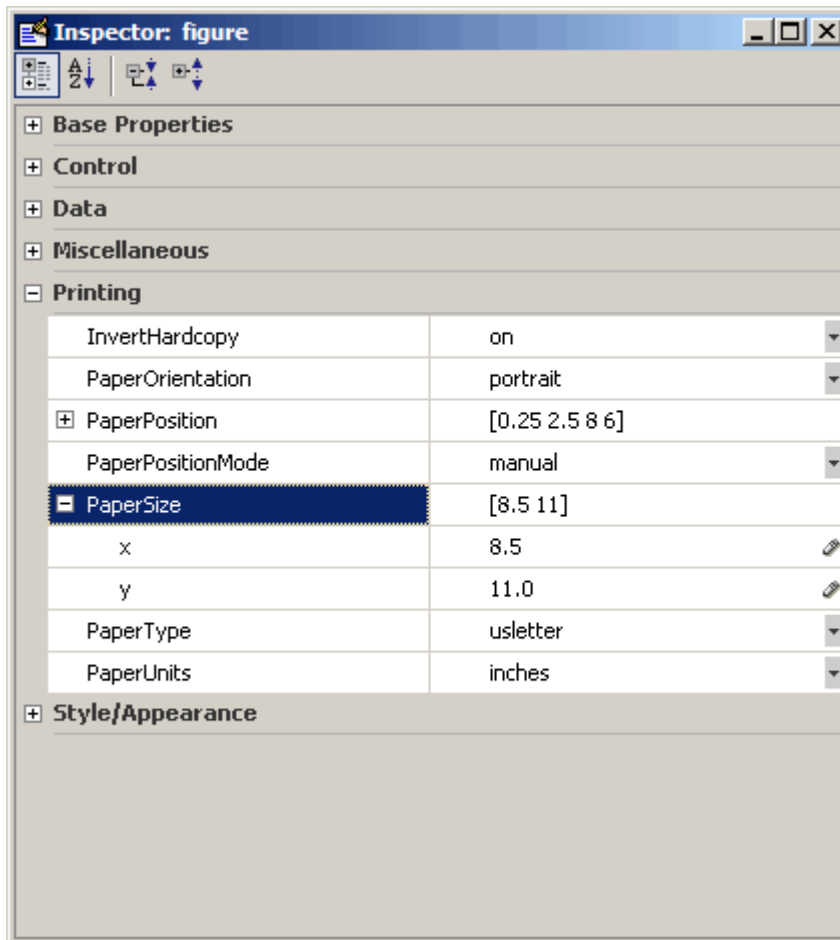 Inspector: figure
A
Z
Base Properties
Control
Data
Miscellaneous
Printing
InvertHardcopy on
PaperOrientation portrait
PaperPosition [0.25 2.5 8 6]
PaperPositionMode manual
PaperSize [8.5 11]
x 8.5
y 11.0
PaperType usletter
PaperUnits inches
Style/Appearance